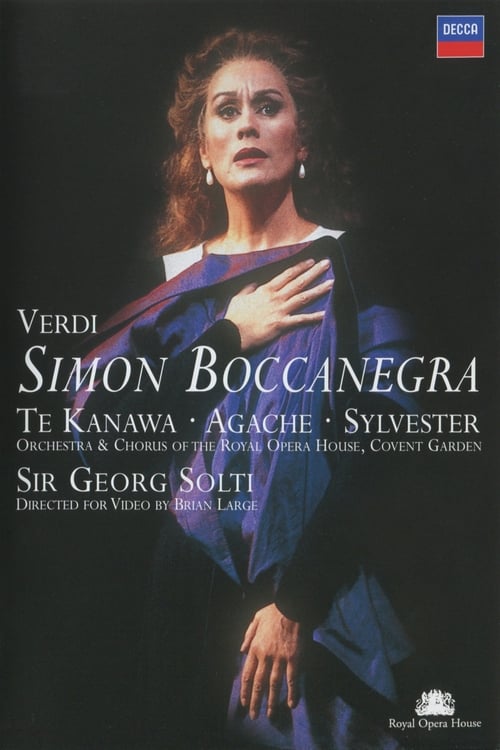 DECCA
VERDI
SIMON BOCCANEGRA
TE KANAWA · AGACHE · SYLVESTER
ORCHESTRA & CHORUS OF THE ROYAL OPERA HOUSE, COVENT GARDEN
SIR GEORG SOLTI
DIRECTED FOR VIDEO BY BRIAN LARGE
Royal Opera House